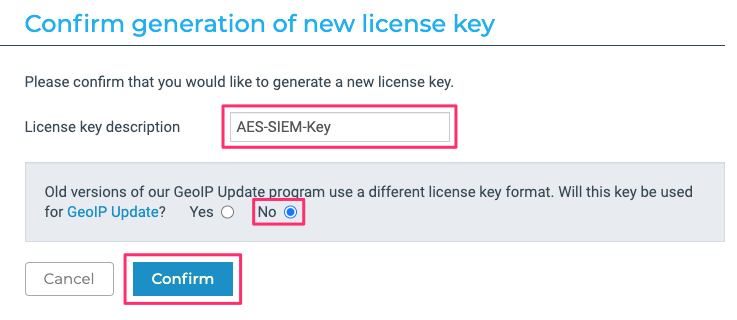 Confirm generation of new license key
Please confirm that you would like to generate a new license key.
License key description AES-SIEM-Key
Old versions of our GeoIP Update program use a different license key format. Will this key be used
for GeoIP Update? Yes No
Cancel Confirm